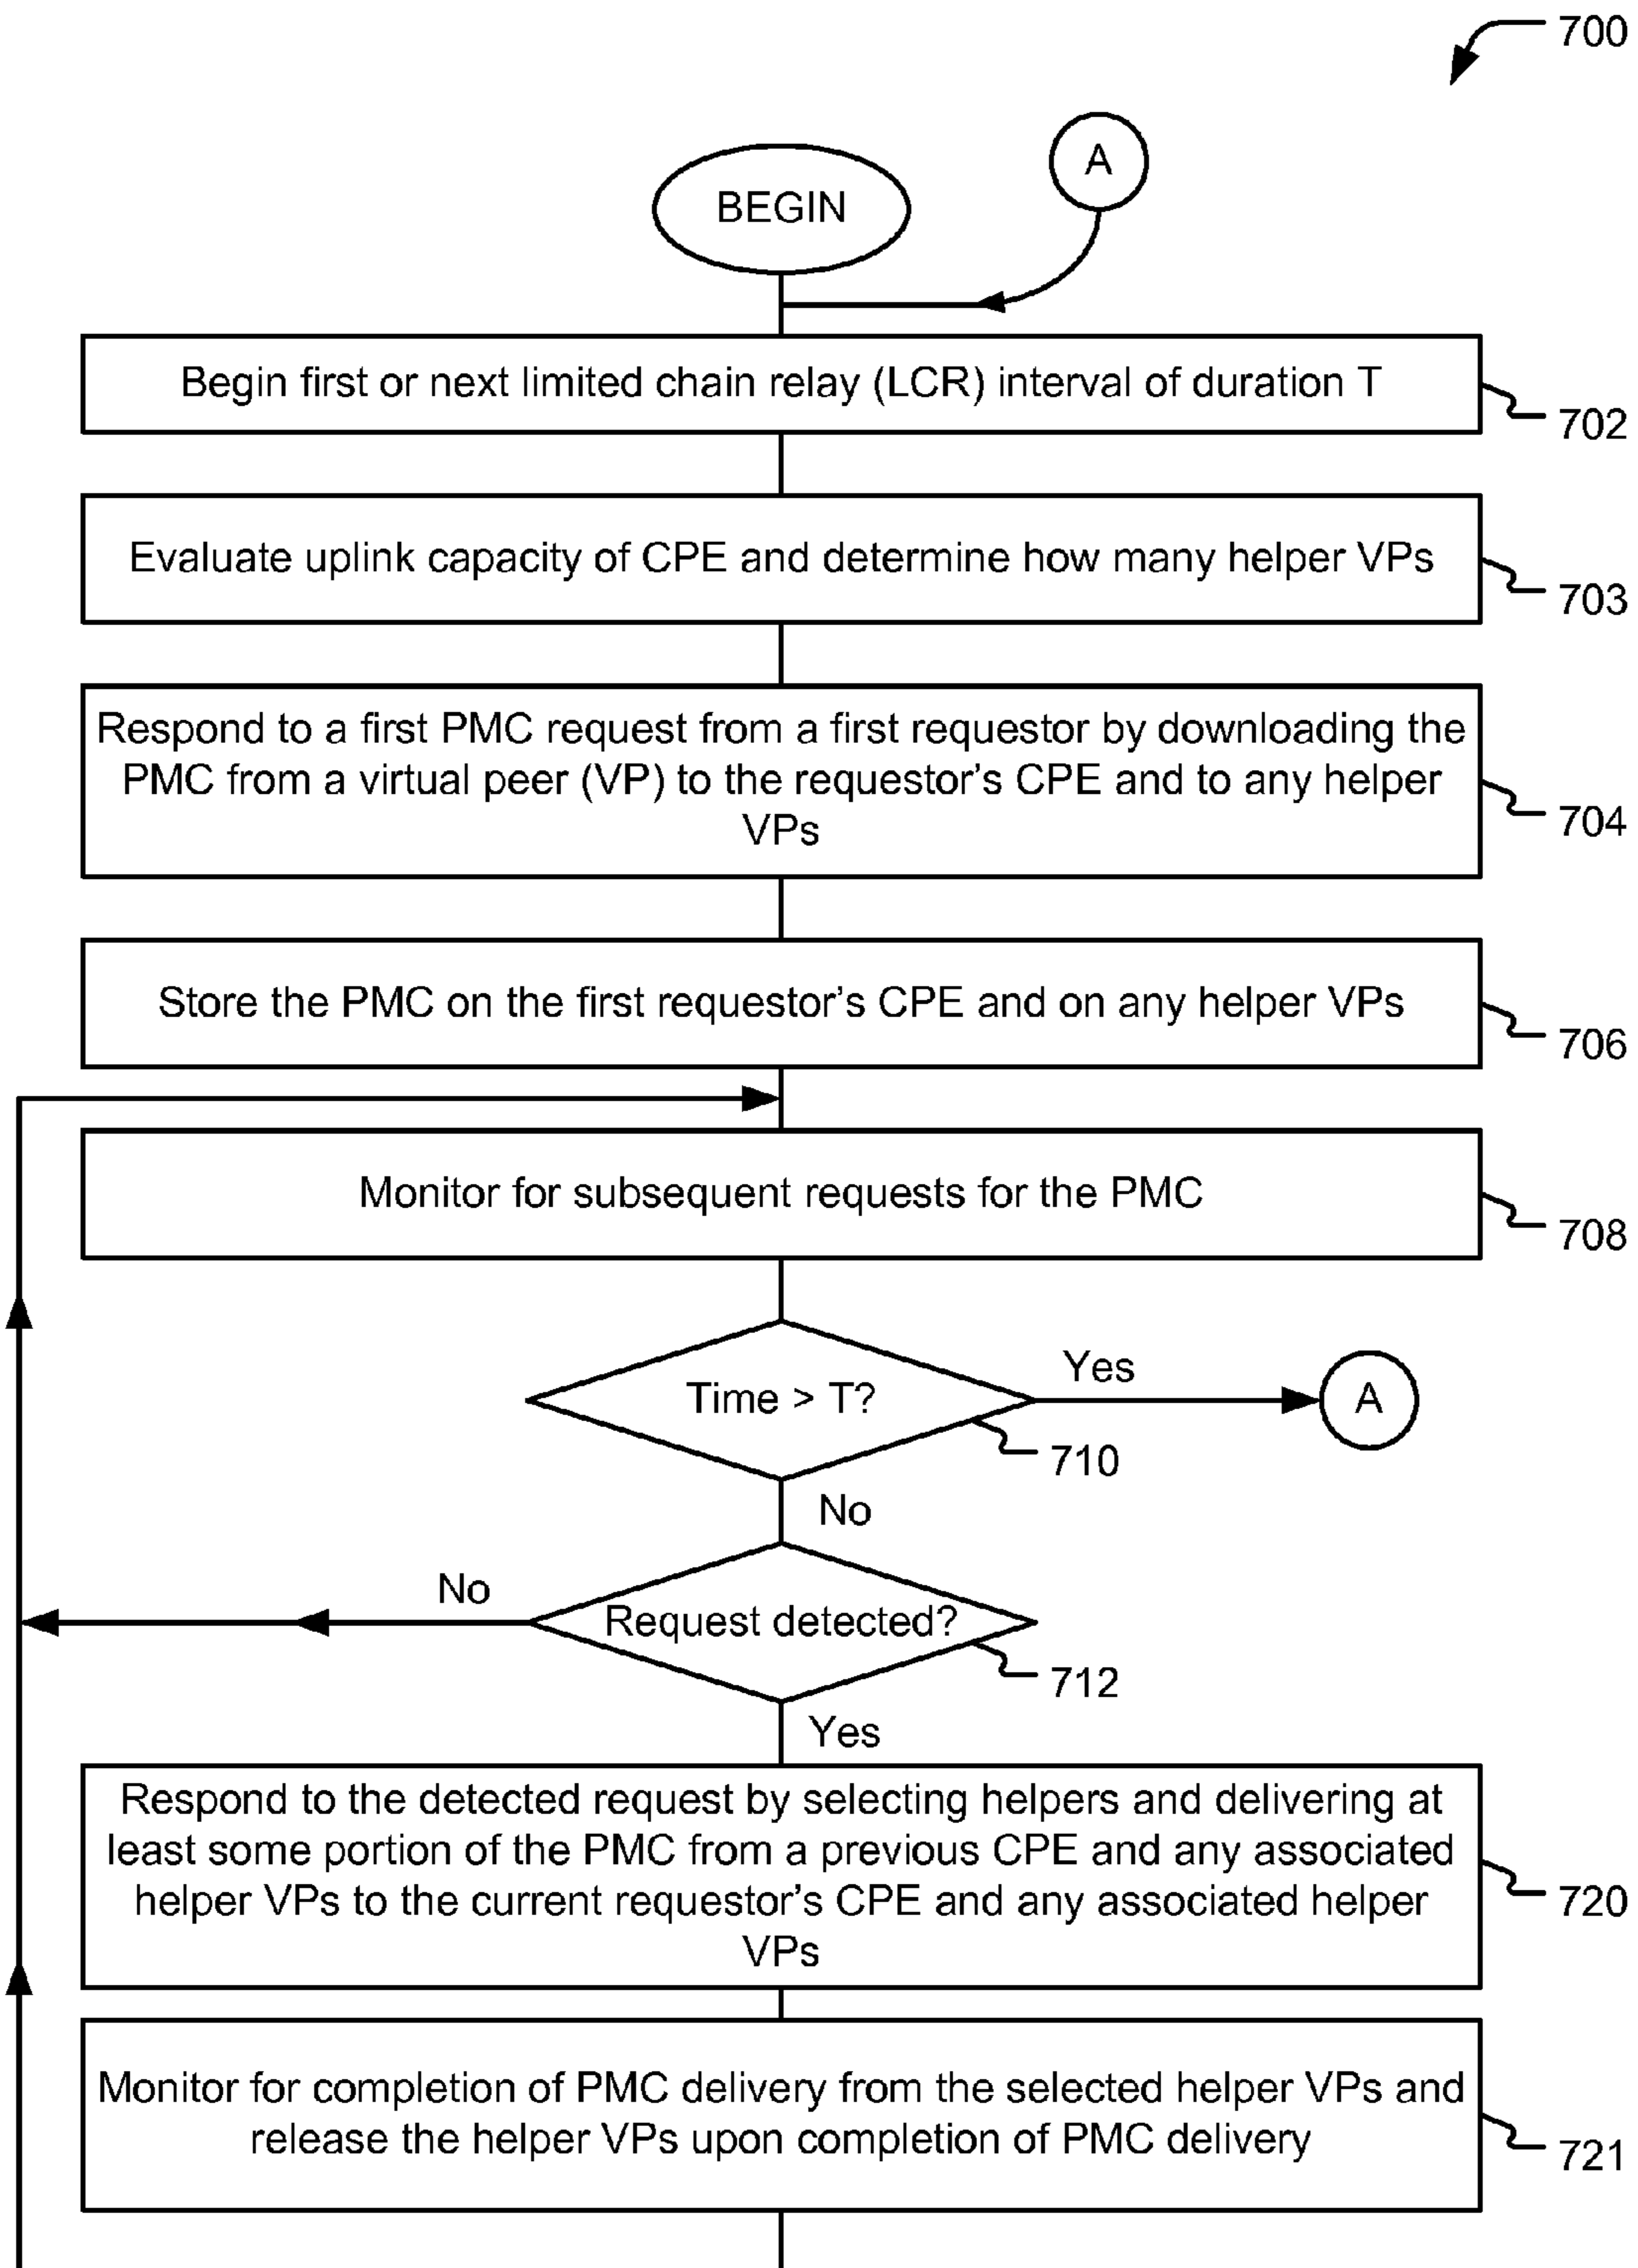 700
A
BEGIN
Begin first or next limited chain relay (LCR) interval of duration T
702
Evaluate uplink capacity of CPE and determine how many helper VPs
703
Respond to a first PMC request from a first requestor by downloading the
PMC from a virtual peer (VP) to the requestor's CPE and to any helper
VPs
704
Store the PMC on the first requestor's CPE and on any helper VPs
706
Monitor for subsequent requests for the PMC
708
Time > T?
Yes
A
710
No
Request detected?
No
712
Yes
Respond to the detected request by selecting helpers and delivering at
least some portion of the PMC from a previous CPE and any associated
helper VPs to the current requestor's CPE and any associated helper
VPs
720
Monitor for completion of PMC delivery from the selected helper VPs and
release the helper VPs upon completion of PMC delivery
721